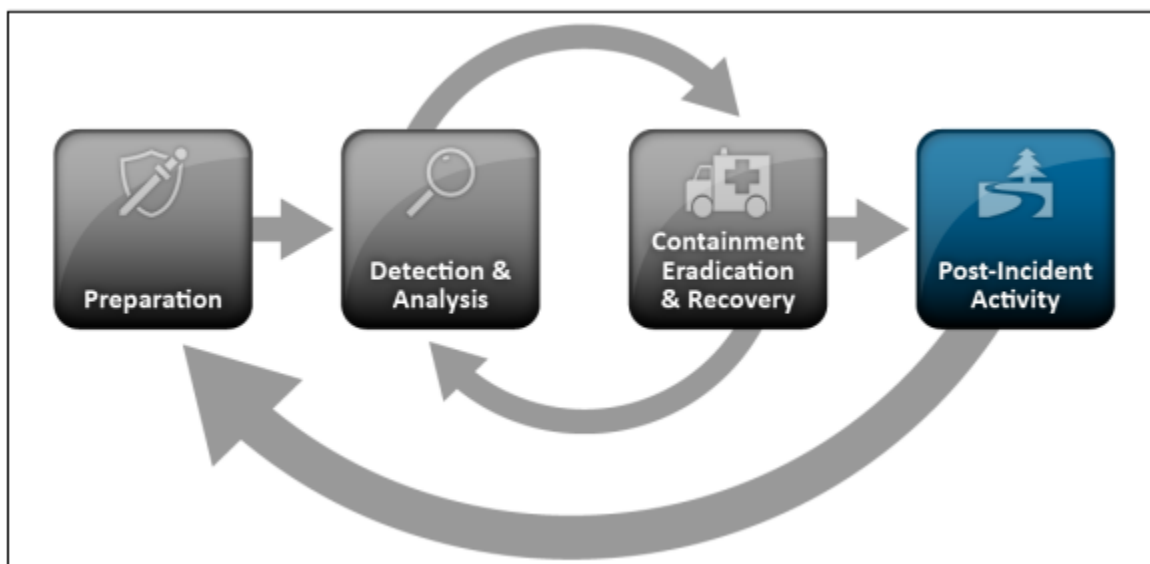 Preparation
Detection &
Analysis
Containment
Eradication
& Recovery
Post-Incident
Activity